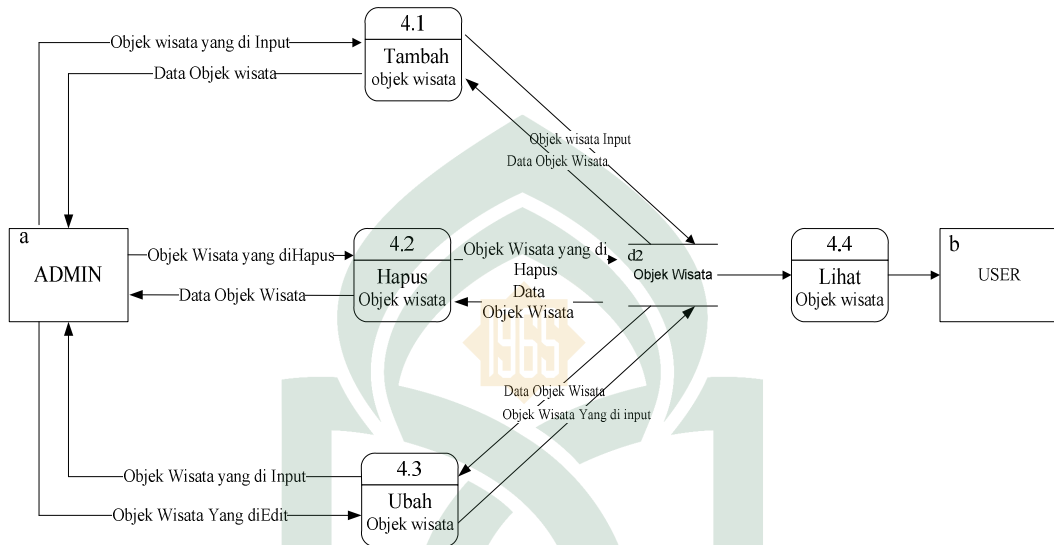 4.1
Tambah
objek wisata
Objek wisata yang di Input
Data Objek wisata
Objek wisata Input
Data Objek Wisata
a
ADMIN
Objek Wisata yang diHapus
Data Objek Wisata
4.2
Hapus
Objek wisata
Objek Wisata yang di
Hapus
Data
Objek Wisata
d2
Objek Wisata
4.4
Lihat
Objek wisata
b
USER
1965
Data Objek Wisata
Objek Wisata Yang di input
Objek Wisata yang di Input
Objek Wisata Yang diEdit
4.3
Ubah
Objek wisata